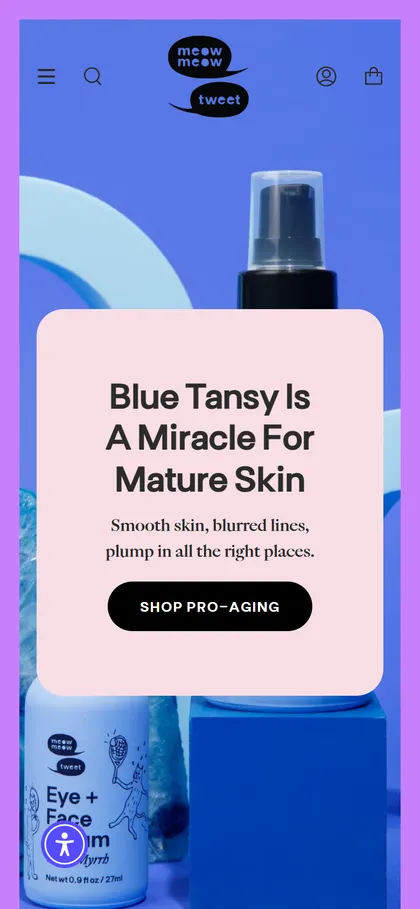 meow
meow
tweet
Blue Tansy Is
A Miracle For
Mature Skin
Smooth skin, blurred lines,
plump in all the right places.
SHOP PRO-AGING
meow
meow
tweet
Eye +
Face
Myrrh
Net wt 0.9 fl oz / 27ml